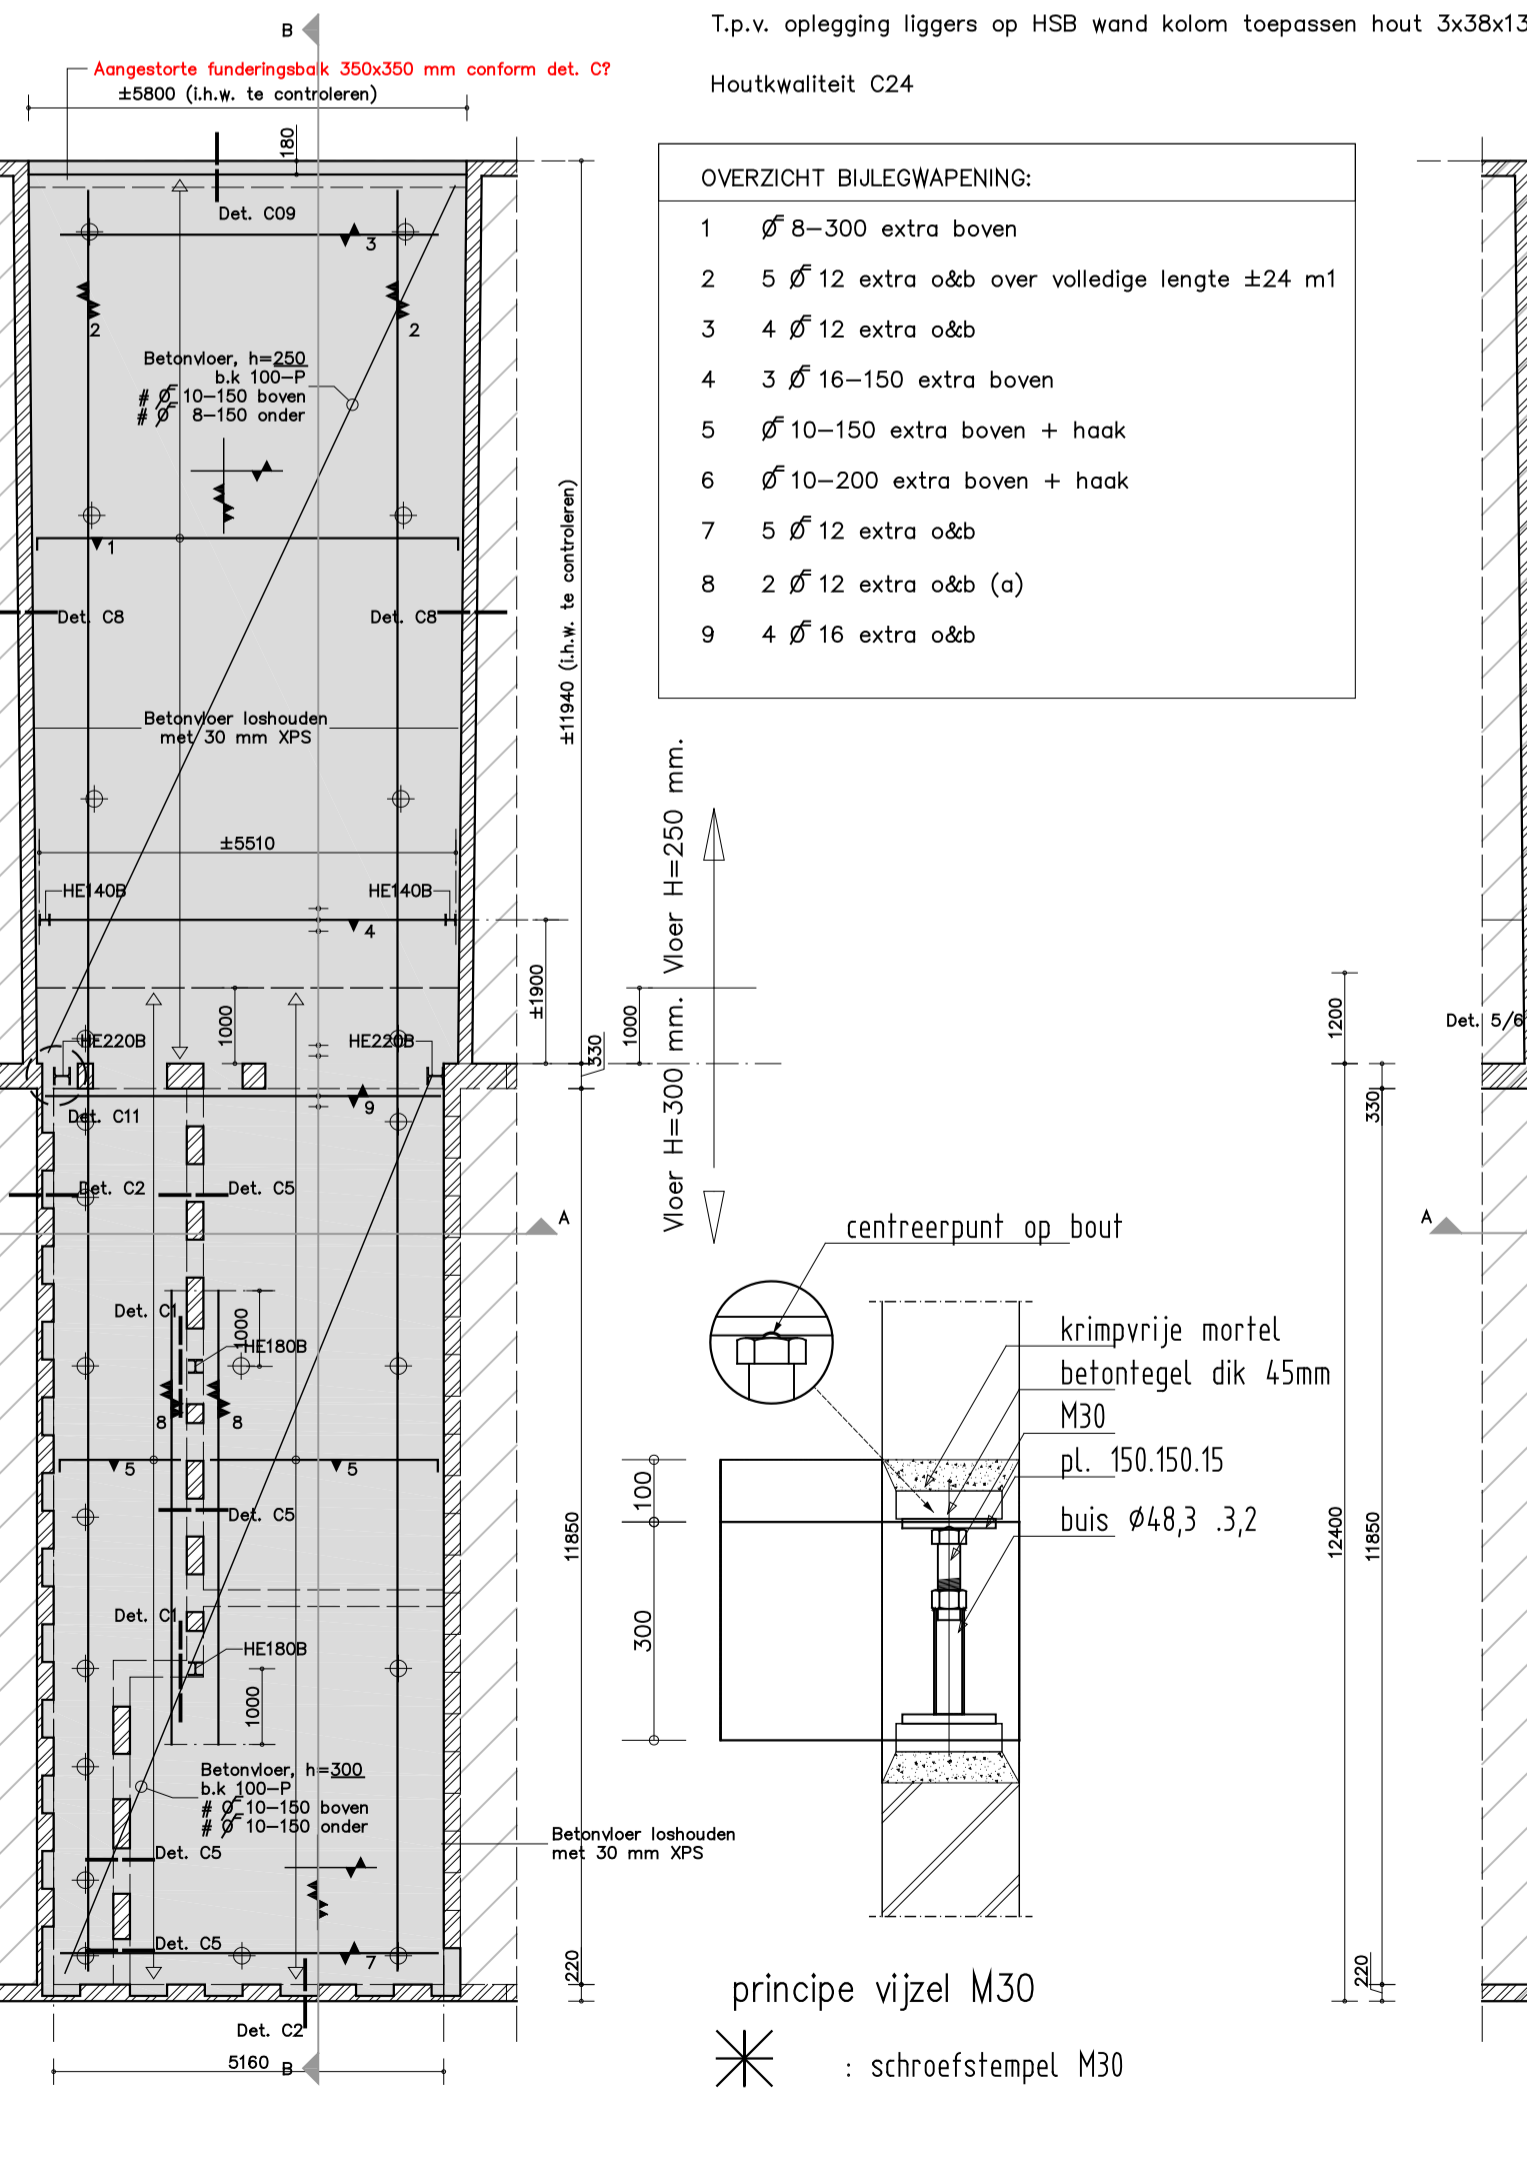 T.p.v. oplegging liggers op HSB wand kolom toepassen hout 3x38x13
Houtkwaliteit C24
B
Aangestorte funderingsbalk 350x350 mm conform det. C?
±5800 (i.h.w. te controleren)
180
Det. C09
3
2
2
Betonvloer, h=250
b.k 100-P
# Ø 10-150 boven
# Ø 8-150 onder
1
Det. C8
Det. C8
±11940 (i.h.w. te controleren)
Betonvloer loshouden
met 30 mm XPS
±5510
HE140B
HE140B
4
±1900
1000
1000
HE220B
HE220B
330
Det. C11
9
Det. C2
Det. C5
A
Det. C1
1000
HE180B
8
8
5
5
Det. C5
11850
Det. C1
HE180B
1000
Betonvloer, h=300
b.k 100-P
# Ø 10-150 boven
# Ø 10-150 onder
Det. C5
Betonvloer loshouden
met 30 mm XPS
Det. C5
7
220
Det. C2
5160
B
OVERZICHT BIJLEGWAPENING:
1 Ø 8-300 extra boven
2 5 Ø 12 extra o&b over volledige lengte ±24 m1
3 4 Ø 12 extra o&b
4 3 Ø 16-150 extra boven
5 Ø 10-150 extra boven + haak
6 Ø 10-200 extra boven + haak
7 5 Ø 12 extra o&b
8 2 Ø 12 extra o&b (a)
9 4 Ø 16 extra o&b
Vloer H=250 mm.
Vloer H=300 mm.
centreerpunt op bout
krimpvrije mortel
betontegel dik 45mm
M30
pl. 150.150.15
buis Ø48,3 .3,2
100
300
principe vijzel M30
: schroefstempel M30
1200
Det. 5/6
330
A
12400
11850
220